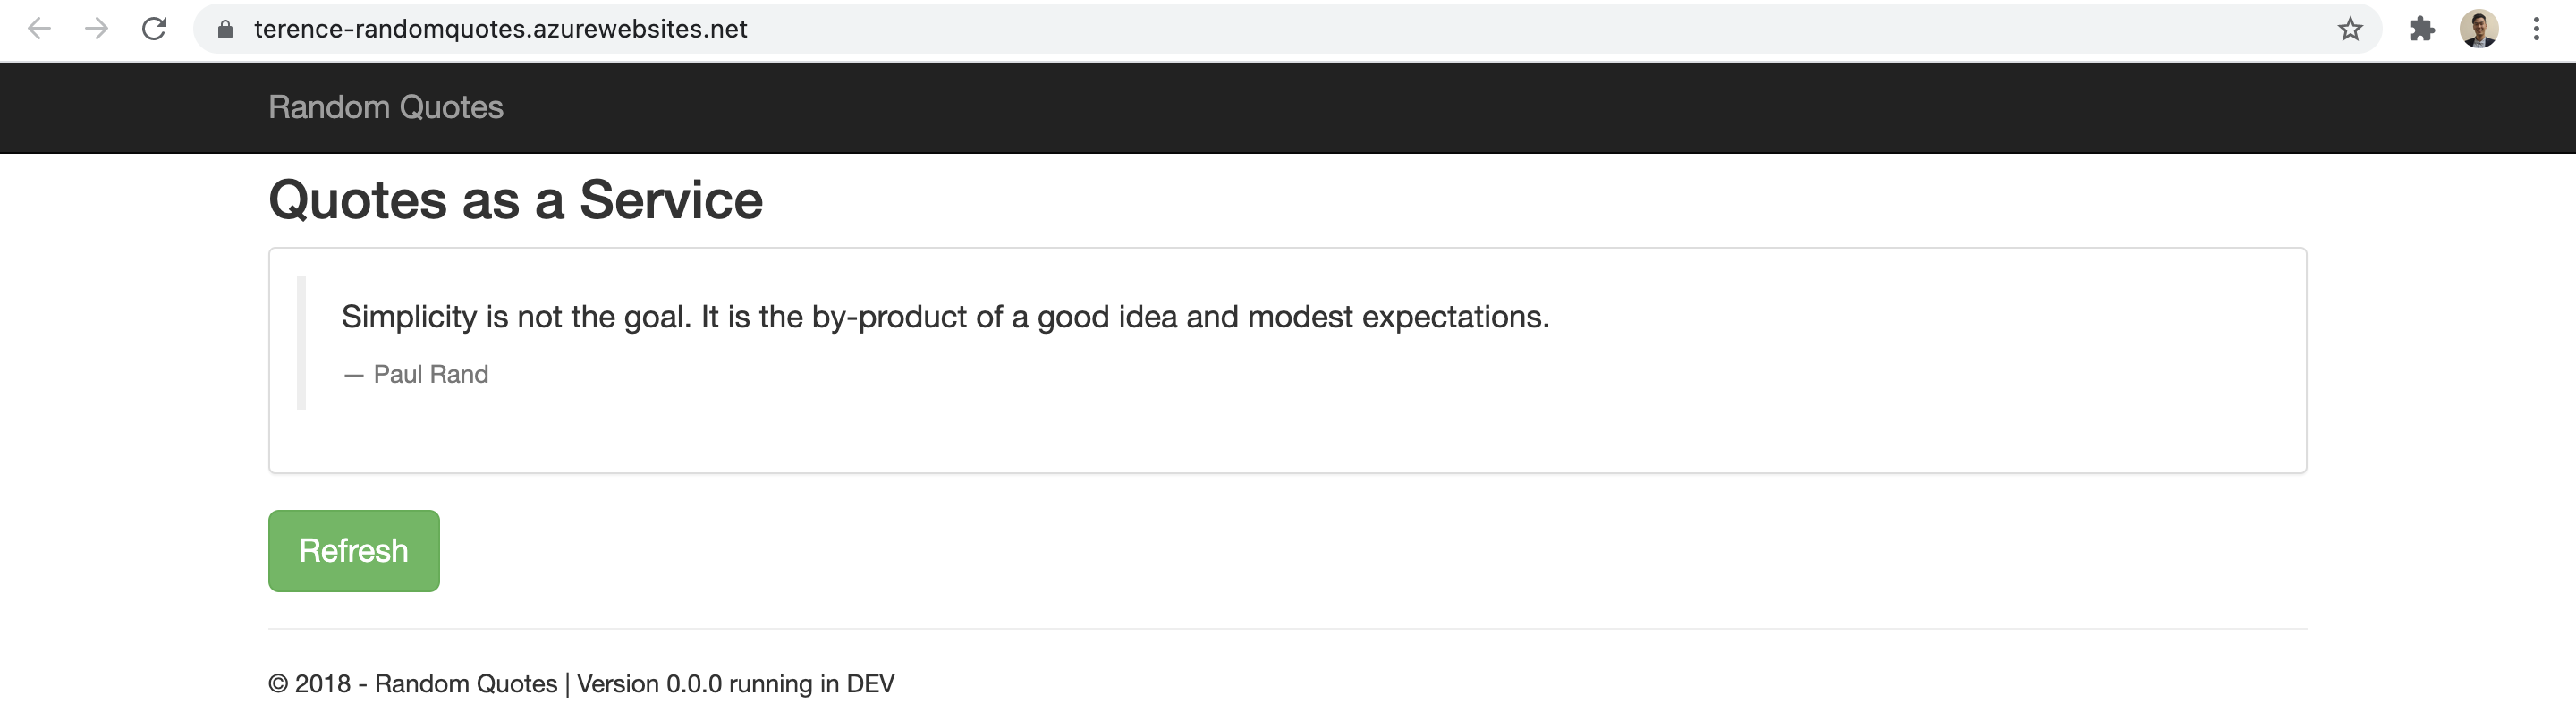 terence-randomquotes.azurewebsites.net
Random Quotes
Quotes as a Service
Simplicity is not the goal. It is the by-product of a good idea and modest expectations.
— Paul Rand
Refresh
© 2018 - Random Quotes | Version 0.0.0 running in DEV